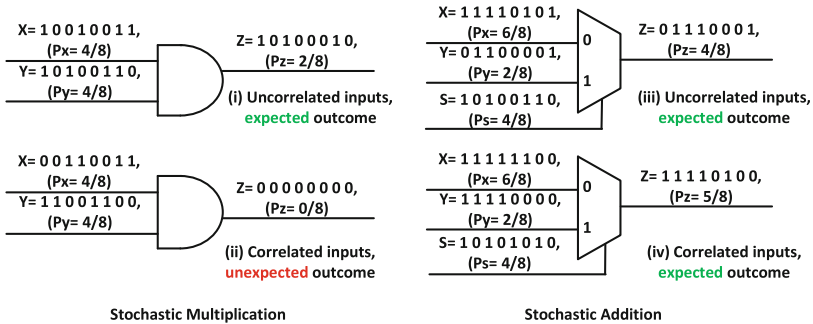 X= 1 0 0 1 0 0 1 1,
(Px= 4/8)
Y= 1 0 1 0 0 1 1 0,
(Py= 4/8)
Z= 1 0 1 0 0 0 1 0,
(Pz= 2/8)
(i) Uncorrelated inputs,
expected outcome
X= 0 0 1 1 0 0 1 1,
(Px= 4/8)
Y= 1 1 0 0 1 1 0 0,
(Py= 4/8)
Z= 0 0 0 0 0 0 0 0,
(Pz= 0/8)
(ii) Correlated inputs,
unexpected outcome
Stochastic Multiplication
X= 1 1 1 1 0 1 0 1,
(Px= 6/8)
0
Y= 0 1 1 0 0 0 0 1,
(Py= 2/8)
1
S= 1 0 1 0 0 1 1 0,
(Ps= 4/8)
Z= 0 1 1 1 0 0 0 1,
(Pz= 4/8)
(iii) Uncorrelated inputs,
expected outcome
X= 1 1 1 1 1 1 0 0,
(Px= 6/8)
0
Y= 1 1 1 1 0 0 0 0,
(Py= 2/8)
1
S= 1 0 1 0 1 0 1 0,
(Ps= 4/8)
Z= 1 1 1 1 0 1 0 0,
(Pz= 5/8)
(iv) Correlated inputs,
expected outcome
Stochastic Addition